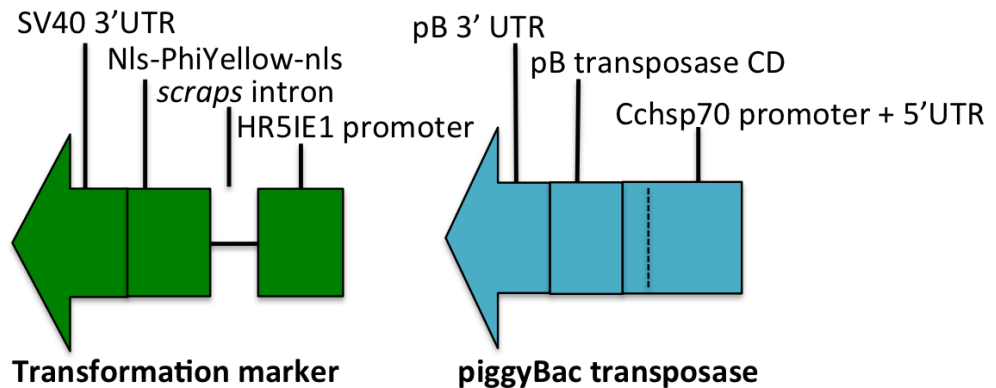 SV40 3’UTR
Nls-PhiYellow-nls
scraps intron
HR5IE1 promoter
Transformation marker
pB 3’ UTR
pB transposase CD
Cchsp70 promoter + 5’UTR
piggyBac transposase